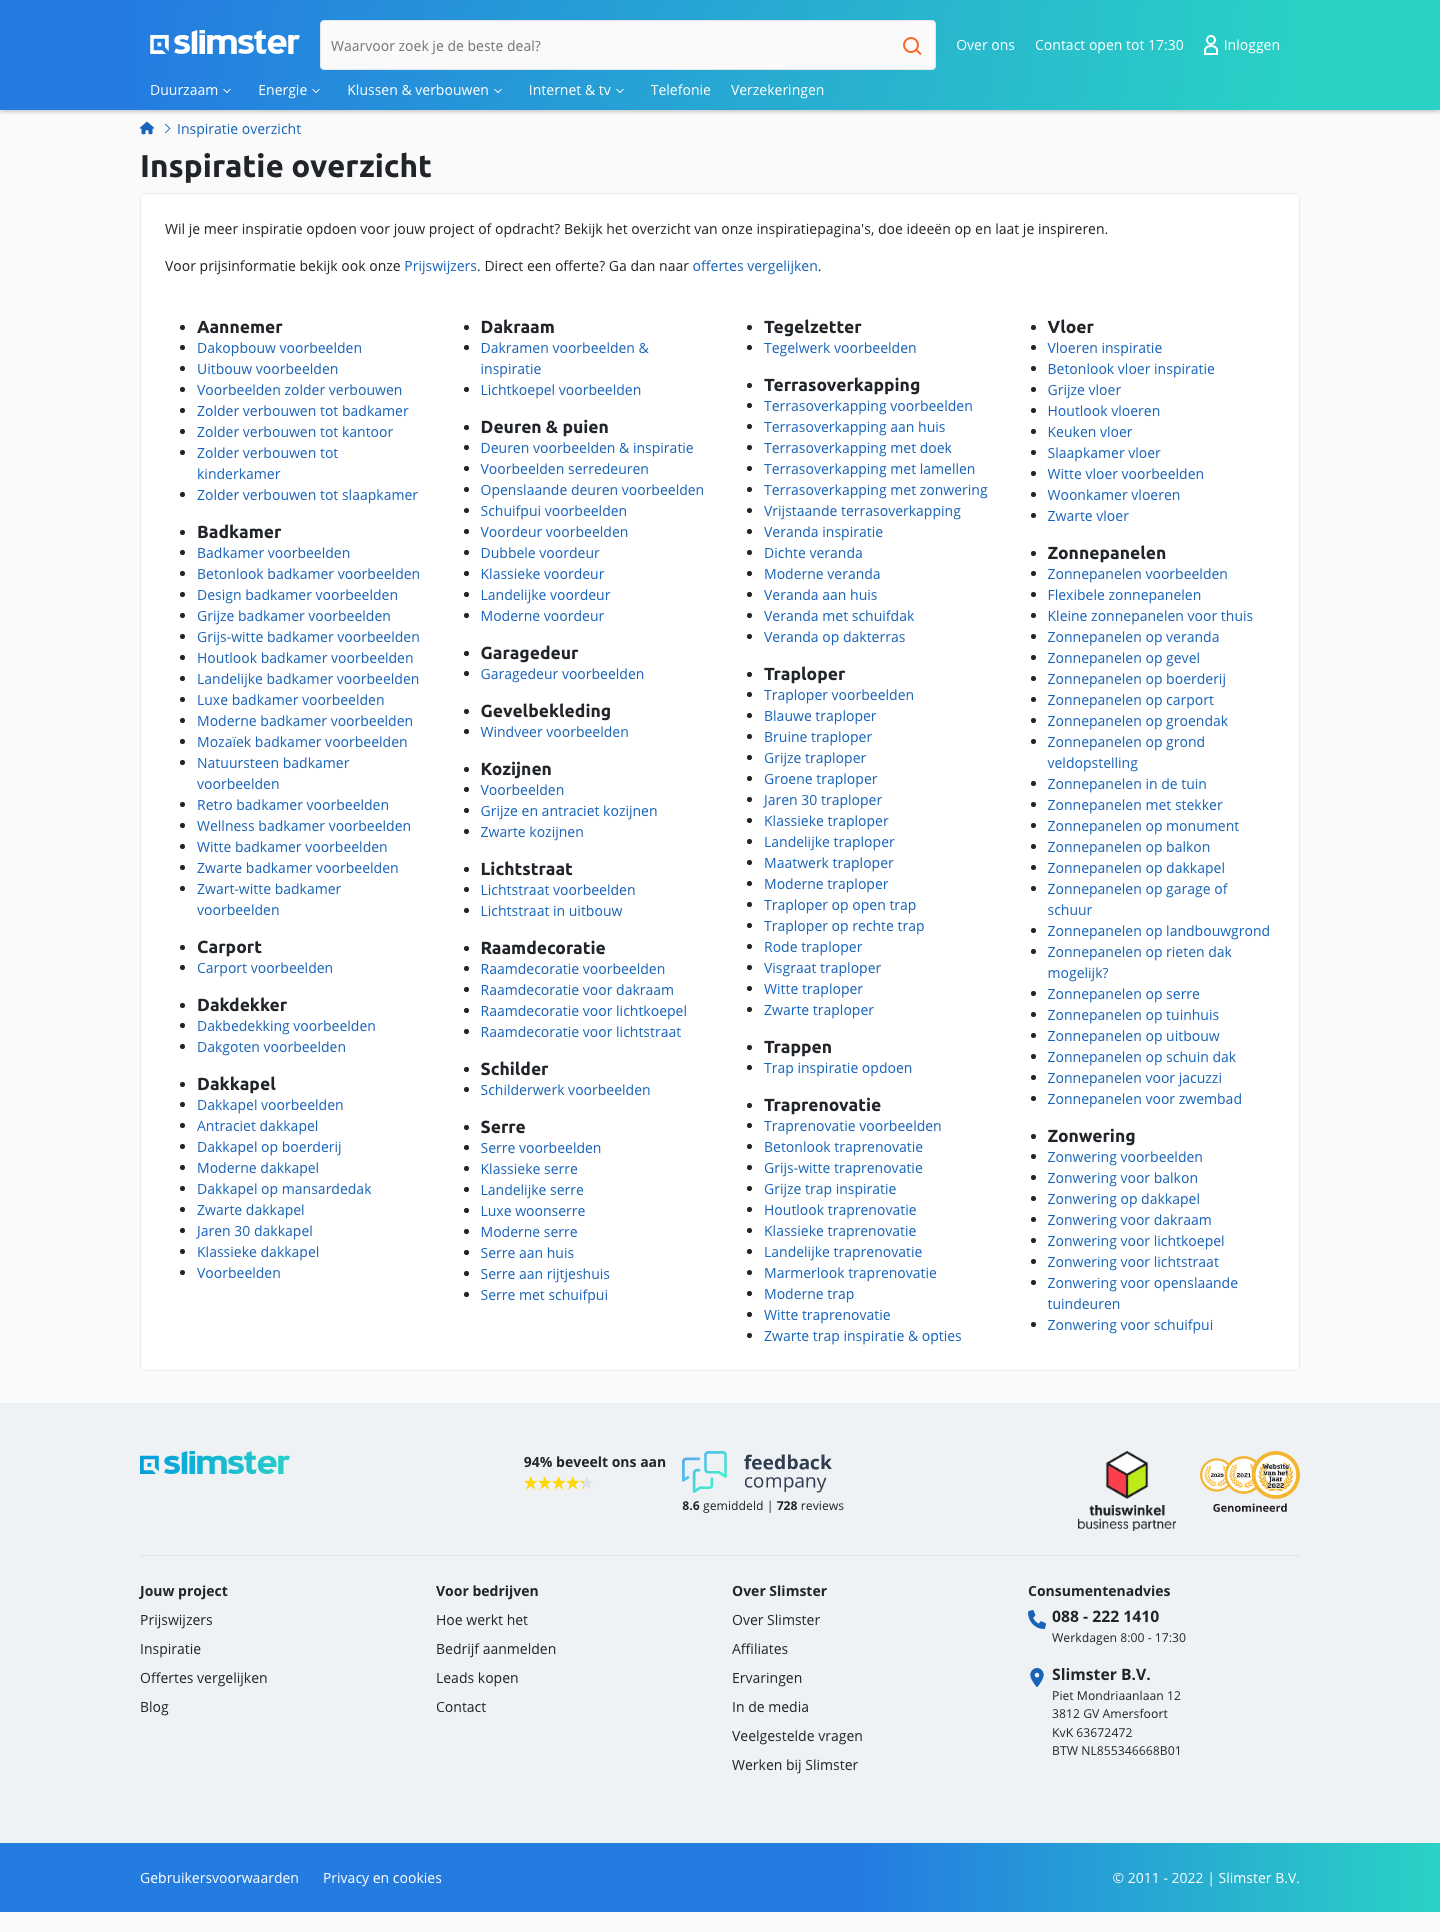 slimster
Waarvoor zoek je de beste deal?
Over ons
Contact open tot 17:30
Inloggen
Duurzaam
Energie
Klussen & verbouwen
Internet & tv
Telefonie
Verzekeringen
Inspiratie overzicht
Inspiratie overzicht
Wil je meer inspiratie opdoen voor jouw project of opdracht? Bekijk het overzicht van onze inspiratiepagina's, doe ideeën op en laat je inspireren.
Voor prijsinformatie bekijk ook onze Prijswijzers. Direct een offerte? Ga dan naar offertes vergelijken.
Aannemer
Dakopbouw voorbeelden
Uitbouw voorbeelden
Voorbeelden zolder verbouwen
Zolder verbouwen tot badkamer
Zolder verbouwen tot kantoor
Zolder verbouwen tot
kinderkamer
Zolder verbouwen tot slaapkamer
Badkamer
Badkamer voorbeelden
Betonlook badkamer voorbeelden
Design badkamer voorbeelden
Grijze badkamer voorbeelden
Grijs-witte badkamer voorbeelden
Houtlook badkamer voorbeelden
Landelijke badkamer voorbeelden
Luxe badkamer voorbeelden
Moderne badkamer voorbeelden
Mozaïek badkamer voorbeelden
Natuursteen badkamer
voorbeelden
Retro badkamer voorbeelden
Wellness badkamer voorbeelden
Witte badkamer voorbeelden
Zwarte badkamer voorbeelden
Zwart-witte badkamer
voorbeelden
Carport
Carport voorbeelden
Dakdekker
Dakbedekking voorbeelden
Dakgoten voorbeelden
Dakkapel
Dakkapel voorbeelden
Antraciet dakkapel
Dakkapel op boerderij
Moderne dakkapel
Dakkapel op mansardedak
Zwarte dakkapel
Jaren 30 dakkapel
Klassieke dakkapel
Voorbeelden
Dakraam
Dakramen voorbeelden &
inspiratie
Lichtkoepel voorbeelden
Deuren & puien
Deuren voorbeelden & inspiratie
Voorbeelden serredeuren
Openslaande deuren voorbeelden
Schuifpui voorbeelden
Voordeur voorbeelden
Dubbele voordeur
Klassieke voordeur
Landelijke voordeur
Moderne voordeur
Garagedeur
Garagedeur voorbeelden
Gevelbekleding
Windveer voorbeelden
Kozijnen
Voorbeelden
Grijze en antraciet kozijnen
Zwarte kozijnen
Lichtstraat
Lichtstraat voorbeelden
Lichtstraat in uitbouw
Raamdecoratie
Raamdecoratie voorbeelden
Raamdecoratie voor dakraam
Raamdecoratie voor lichtkoepel
Raamdecoratie voor lichtstraat
Schilder
Schilderwerk voorbeelden
Serre
Serre voorbeelden
Klassieke serre
Landelijke serre
Luxe woonserre
Moderne serre
Serre aan huis
Serre aan rijtjeshuis
Serre met schuifpui
Tegelzetter
Tegelwerk voorbeelden
Terrasoverkapping
Terrasoverkapping voorbeelden
Terrasoverkapping aan huis
Terrasoverkapping met doek
Terrasoverkapping met lamellen
Terrasoverkapping met zonwering
Vrijstaande terrasoverkapping
Veranda inspiratie
Dichte veranda
Moderne veranda
Veranda aan huis
Veranda met schuifdak
Veranda op dakterras
Traploper
Traploper voorbeelden
Blauwe traploper
Bruine traploper
Grijze traploper
Groene traploper
Jaren 30 traploper
Klassieke traploper
Landelijke traploper
Maatwerk traploper
Moderne traploper
Traploper op open trap
Traploper op rechte trap
Rode traploper
Visgraat traploper
Witte traploper
Zwarte traploper
Trappen
Trap inspiratie opdoen
Traprenovatie
Traprenovatie voorbeelden
Betonlook traprenovatie
Grijs-witte traprenovatie
Grijze trap inspiratie
Houtlook traprenovatie
Klassieke traprenovatie
Landelijke traprenovatie
Marmerlook traprenovatie
Moderne trap
Witte traprenovatie
Zwarte trap inspiratie & opties
Vloer
Vloeren inspiratie
Betonlook vloer inspiratie
Grijze vloer
Houtlook vloeren
Keuken vloer
Slaapkamer vloer
Witte vloer voorbeelden
Woonkamer vloeren
Zwarte vloer
Zonnepanelen
Zonnepanelen voorbeelden
Flexibele zonnepanelen
Kleine zonnepanelen voor thuis
Zonnepanelen op veranda
Zonnepanelen op gevel
Zonnepanelen op boerderij
Zonnepanelen op carport
Zonnepanelen op groendak
Zonnepanelen op grond
veldopstelling
Zonnepanelen in de tuin
Zonnepanelen met stekker
Zonnepanelen op monument
Zonnepanelen op balkon
Zonnepanelen op dakkapel
Zonnepanelen op garage of
schuur
Zonnepanelen op landbouwgrond
Zonnepanelen op rieten dak
mogelijk?
Zonnepanelen op serre
Zonnepanelen op tuinhuis
Zonnepanelen op uitbouw
Zonnepanelen op schuin dak
Zonnepanelen voor jacuzzi
Zonnepanelen voor zwembad
Zonwering
Zonwering voorbeelden
Zonwering voor balkon
Zonwering op dakkapel
Zonwering voor dakraam
Zonwering voor lichtkoepel
Zonwering voor lichtstraat
Zonwering voor openslaande
tuindeuren
Zonwering voor schuifpui
slimster
94% beveelt ons aan
feedback
company
8.6 gemiddeld | 728 reviews
thuiswinkel
business partner
2020
2021
Website
van het
Jaar
2022
Genomineerd
Jouw project
Prijswijzers
Inspiratie
Offertes vergelijken
Blog
Voor bedrijven
Hoe werkt het
Bedrijf aanmelden
Leads kopen
Contact
Over Slimster
Over Slimster
Affiliates
Ervaringen
In de media
Veelgestelde vragen
Werken bij Slimster
Consumentenadvies
088 - 222 1410
Werkdagen 8:00 - 17:30
Slimster B.V.
Piet Mondriaanlaan 12
3812 GV Amersfoort
KvK 63672472
BTW NL855346668B01
Gebruikersvoorwaarden
Privacy en cookies
© 2011 - 2022 | Slimster B.V.